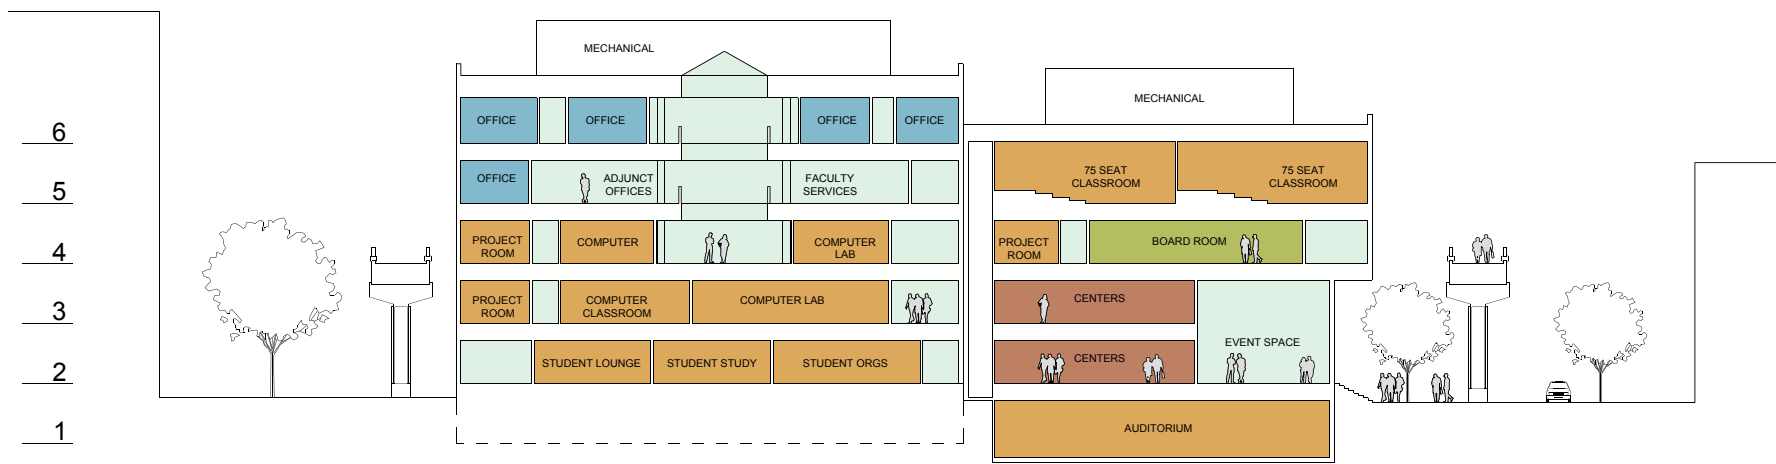 MECHANICAL
MECHANICAL
6
OFFICE
OFFICE
OFFICE
OFFICE
5
OFFICE
ADJUNCT
OFFICES
FACULTY
SERVICES
75 SEAT
CLASSROOM
75 SEAT
CLASSROOM
4
PROJECT
ROOM
COMPUTER
COMPUTER
LAB
PROJECT
ROOM
BOARD ROOM
3
PROJECT
ROOM
COMPUTER
CLASSROOM
COMPUTER LAB
CENTERS
2
STUDENT LOUNGE
STUDENT STUDY
STUDENT ORGS
CENTERS
EVENT SPACE
1
AUDITORIUM